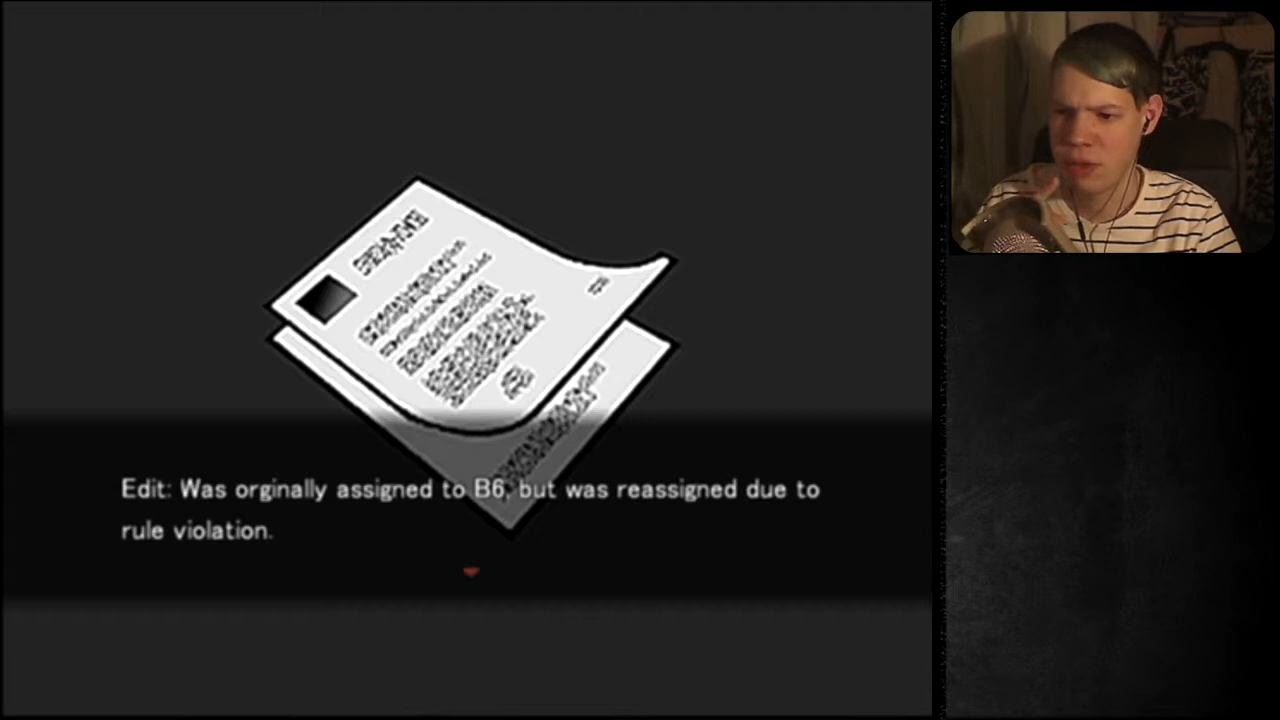 Edit: Was orginally assigned to B6, but was reassigned due to
rule violation.